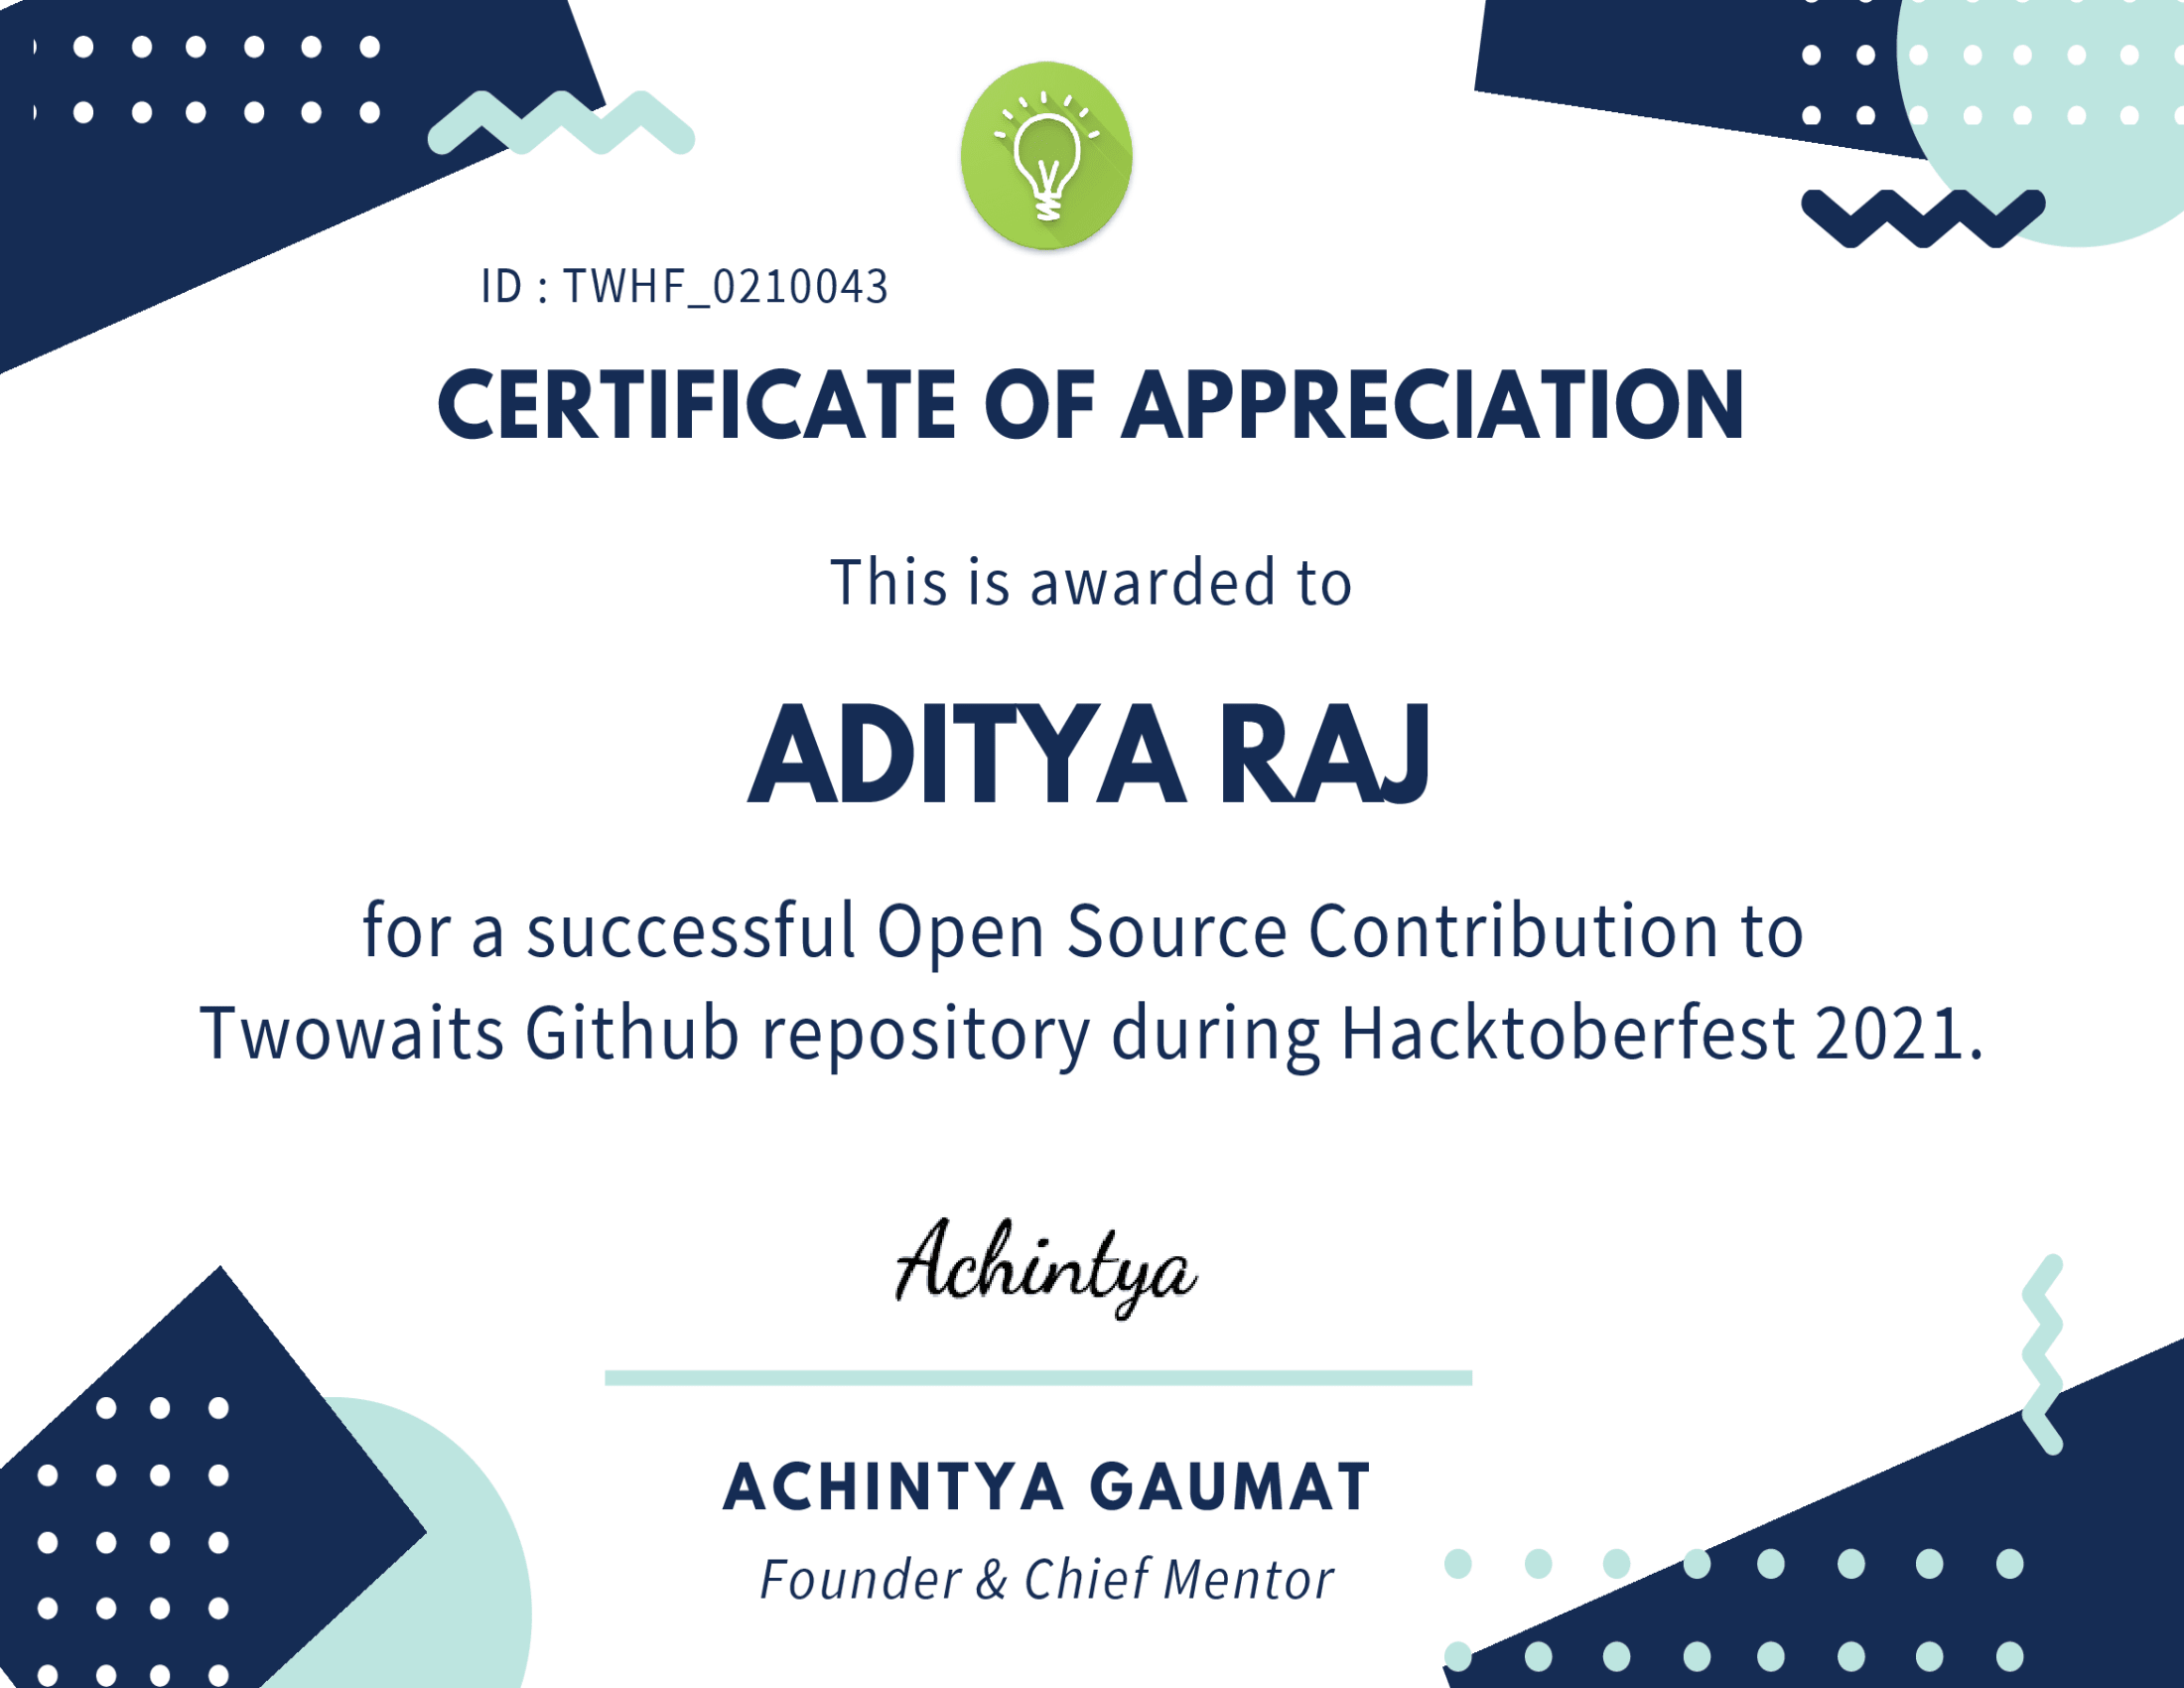 ID : TWHF_0210043
CERTIFICATE OF APPRECIATION
This is awarded to
ADITYA RAJ
for a successful Open Source Contribution to
Twowaits Github repository during Hacktoberfest 2021.
Achintya
ACHINTYA GAUMAT
Founder & Chief Mentor